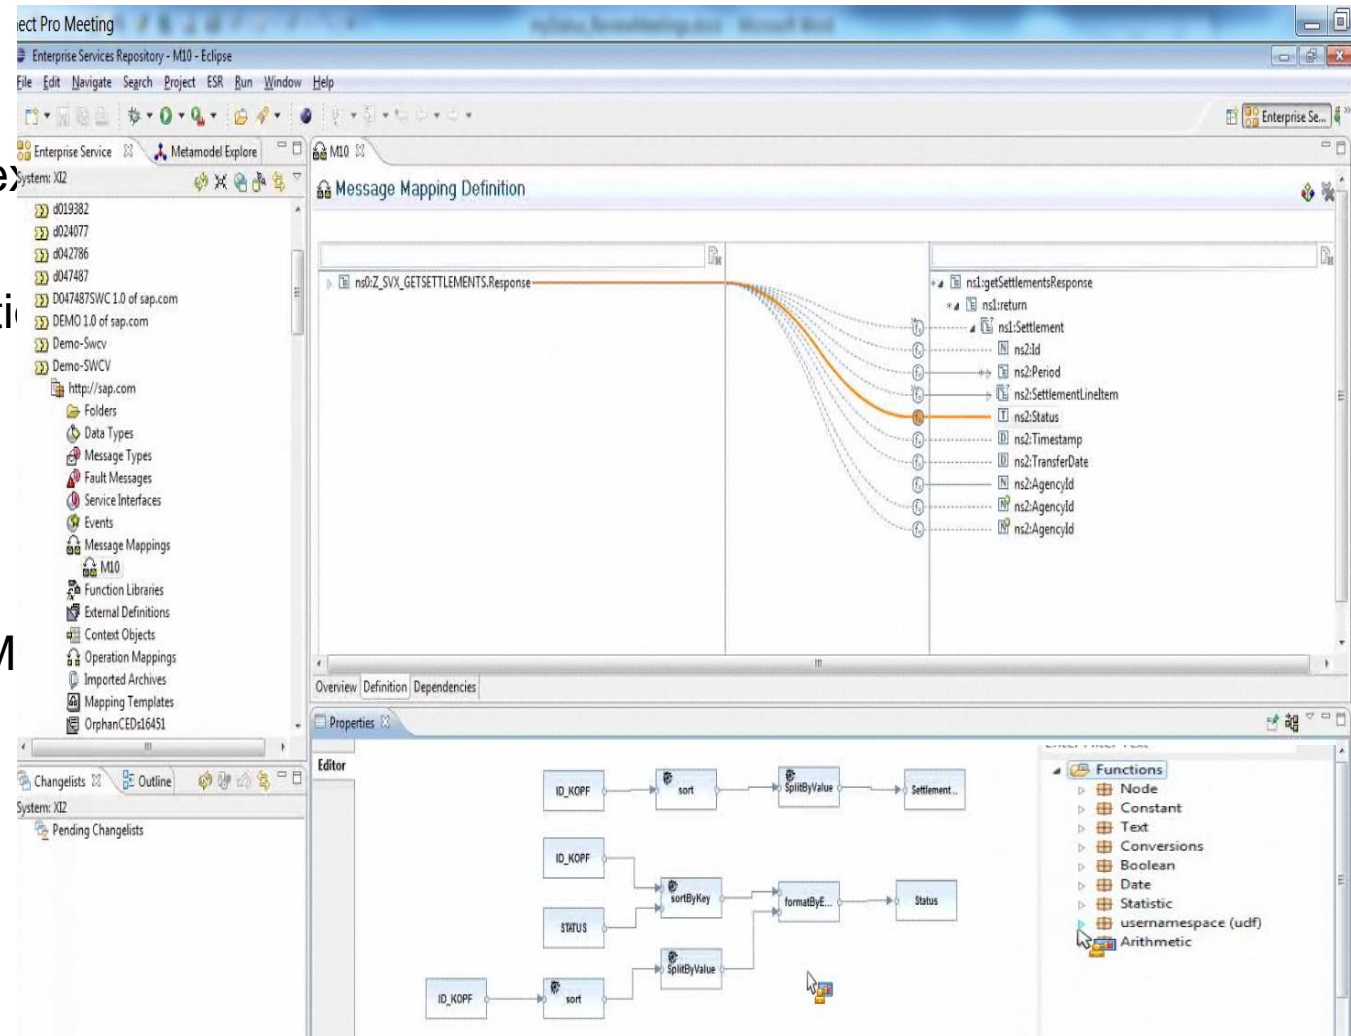 ect Pro Meeting
Enterprise Services Repository - M10 - Eclipse
File Edit Navigate Search Project ESR Run Window Help
Enterprise Se...
Enterprise Service
Metamodel Explore
System: XI2
d019382
d024077
d042786
d047487
D047487SWC 1.0 of sap.com
DEMO 1.0 of sap.com
Demo-Swcv
Demo-SWCV
http://sap.com
Folders
Data Types
Message Types
Fault Messages
Service Interfaces
Events
Message Mappings
M10
Function Libraries
External Definitions
Context Objects
Operation Mappings
Imported Archives
Mapping Templates
OrphanCEDs16451
Changelists
Outline
System: XI2
Pending Changelists
M10
Message Mapping Definition
ns0:Z_SVX_GETSETTLEMENTS.Response
ns1:getSettlementsResponse
ns1:return
ns1:Settlement
ns2:Id
ns2:Period
ns2:SettlementLineItem
ns2:Status
ns2:Timestamp
ns2:TransferDate
ns2:AgencyId
ns2:AgencyId
ns2:AgencyId
Overview Definition Dependencies
Properties
Editor
ID_KOPF
sort
SplitByValue
Settlement...
ID_KOPF
sortByKey
formatByE...
Status
STATUS
SplitByValue
ID_KOPF
sort
Functions
Node
Constant
Text
Conversions
Boolean
Date
Statistic
usernamespace (udf)
Arithmetic
ex
tic
M